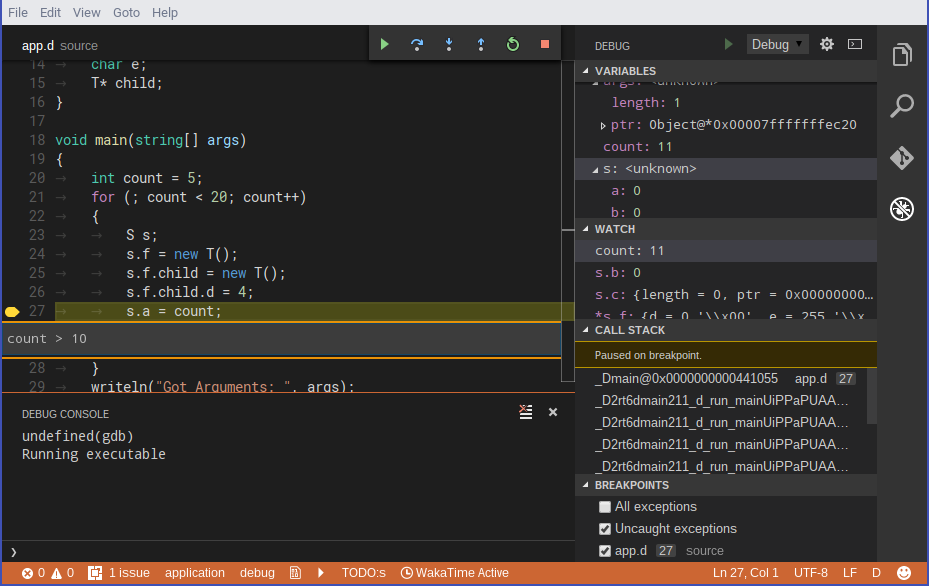 File Edit View Goto Help
app.d source
14 char e;
15 T* child;
16 }
17
18 void main(string[] args)
19 {
20 int count = 5;
21 for (; count < 20; count++)
22 {
23 S s;
24 s.f = new T();
25 s.f.child = new T();
26 s.f.child.d = 4;
27 s.a = count;
count > 10
28 }
29 writeln("Got Arguments: ", args);
DEBUG CONSOLE
undefined(gdb)
Running executable
❯
DEBUG Debug
VARIABLES
args: <unknown>
length: 1
ptr: Object@*0x00007fffffffec20
count: 11
s: <unknown>
a: 0
b: 0
WATCH
count: 11
s.b: 0
s.c: {length = 0, ptr = 0x00000000…
*s.f: {d = 0 '\\x00', e = 255 '\\x
CALL STACK
Paused on breakpoint.
_Dmain@0x0000000000441055 app.d 27
_D2rt6dmain211_d_run_mainUiPPaPUAA…
_D2rt6dmain211_d_run_mainUiPPaPUAA…
_D2rt6dmain211_d_run_mainUiPPaPUAA…
_D2rt6dmain211_d_run_mainUiPPaPUAA…
BREAKPOINTS
All exceptions
Uncaught exceptions
app.d 27 source
0 0 1 issue application debug TODO:s WakaTime Active Ln 27, Col 1 UTF-8 LF D